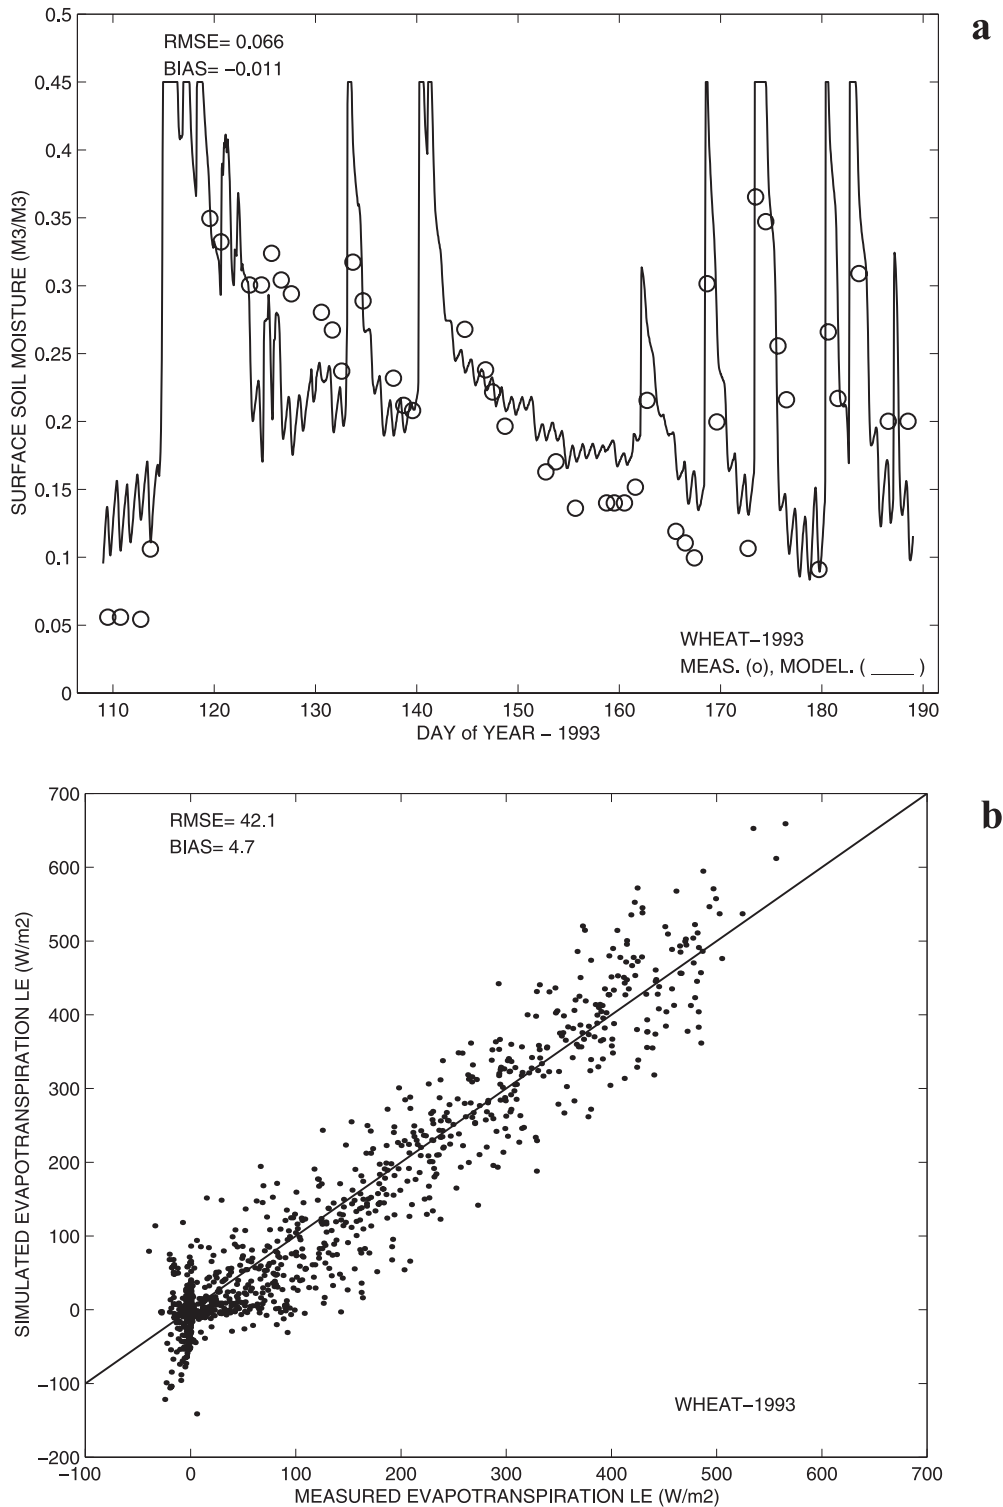 a
0.5
RMSE= 0.066
BIAS= −0.011
0.45
0.4
0.35
0.3
0.25
0.2
0.15
0.1
0.05
0
SURFACE SOIL MOISTURE (M3/M3)
WHEAT−1993
MEAS. (o), MODEL. ( ____ )
110 120 130 140 150 160 170 180 190
DAY of YEAR − 1993
b
700
RMSE= 42.1
BIAS= 4.7
600
500
400
300
200
100
0
−100
−200
SIMULATED EVAPOTRANSPIRATION LE (W/m2)
WHEAT−1993
−100 0 100 200 300 400 500 600 700
MEASURED EVAPOTRANSPIRATION LE (W/m2)